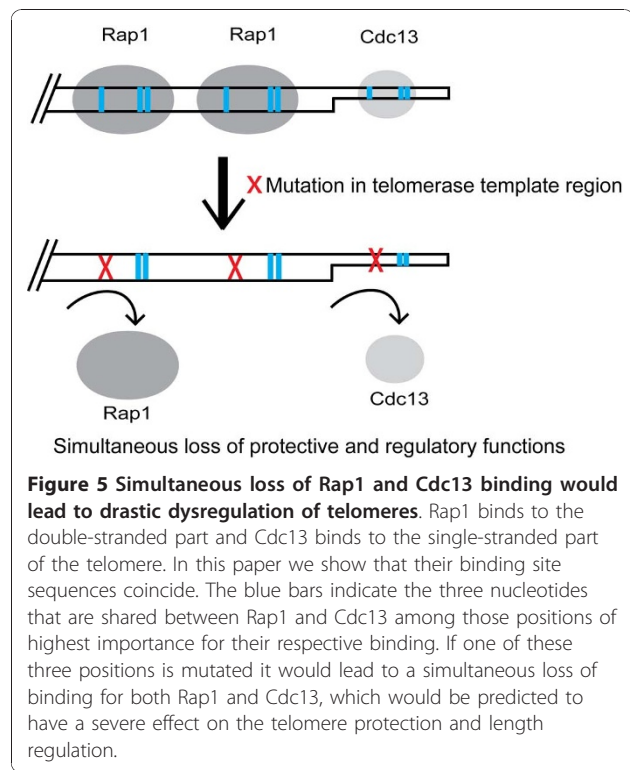 Rap1 Rap1 Cdc13
X Mutation in telomerase template region
X X X
Rap1 Cdc13
Simultaneous loss of protective and regulatory functions
Figure 5 Simultaneous loss of Rap1 and Cdc13 binding would
lead to drastic dysregulation of telomeres. Rap1 binds to the
double-stranded part and Cdc13 binds to the single-stranded part
of the telomere. In this paper we show that their binding site
sequences coincide. The blue bars indicate the three nucleotides
that are shared between Rap1 and Cdc13 among those positions of
highest importance for their respective binding. If one of these
three positions is mutated it would lead to a simultaneous loss of
binding for both Rap1 and Cdc13, which would be predicted to
have a severe effect on the telomere protection and length
regulation.